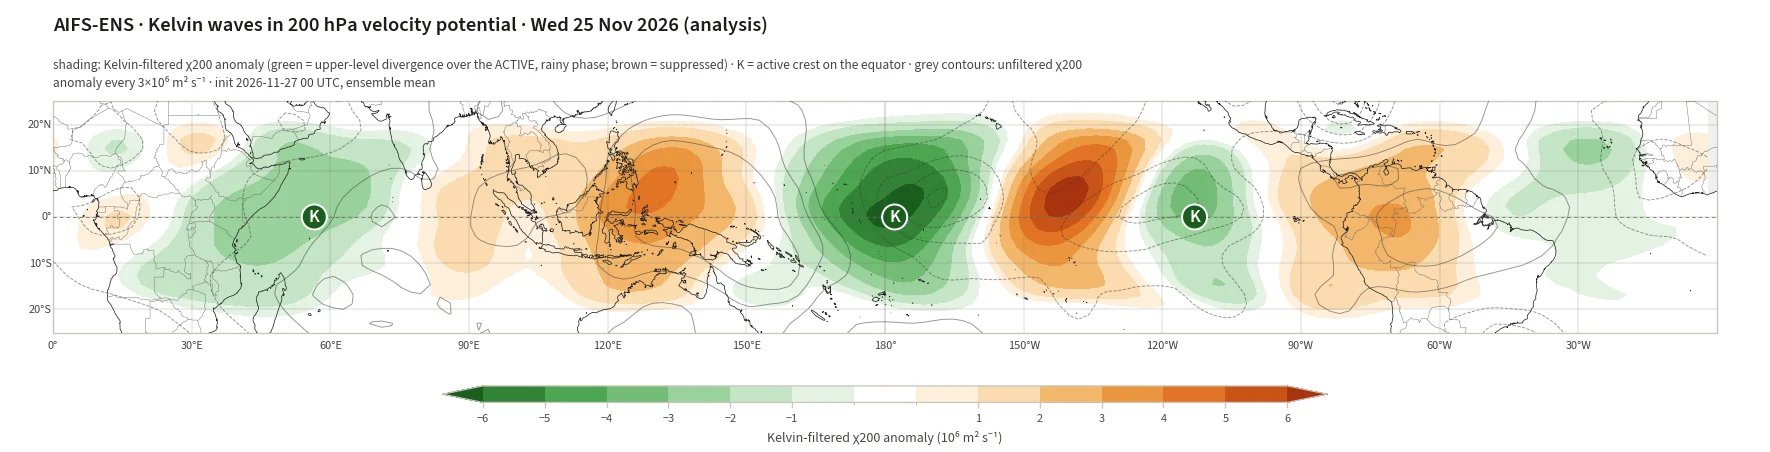 AIFS-ENS · Kelvin waves in 200 hPa velocity potential · Wed 25 Nov 2026 (analysis)
shading: Kelvin-filtered χ200 anomaly (green = upper-level divergence over the ACTIVE, rainy phase; brown = suppressed) · K = active crest on the equator · grey contours: unfiltered χ200
anomaly every 3×10⁶ m² s⁻¹ · init 2026-11-27 00 UTC, ensemble mean
20°N
10°N
0°
10°S
20°S
K K K
0° 30°E 60°E 90°E 120°E 150°E 180° 150°W 120°W 90°W 60°W 30°W
−6 −5 −4 −3 −2 −1 1 2 3 4 5 6
Kelvin-filtered χ200 anomaly (10⁶ m² s⁻¹)